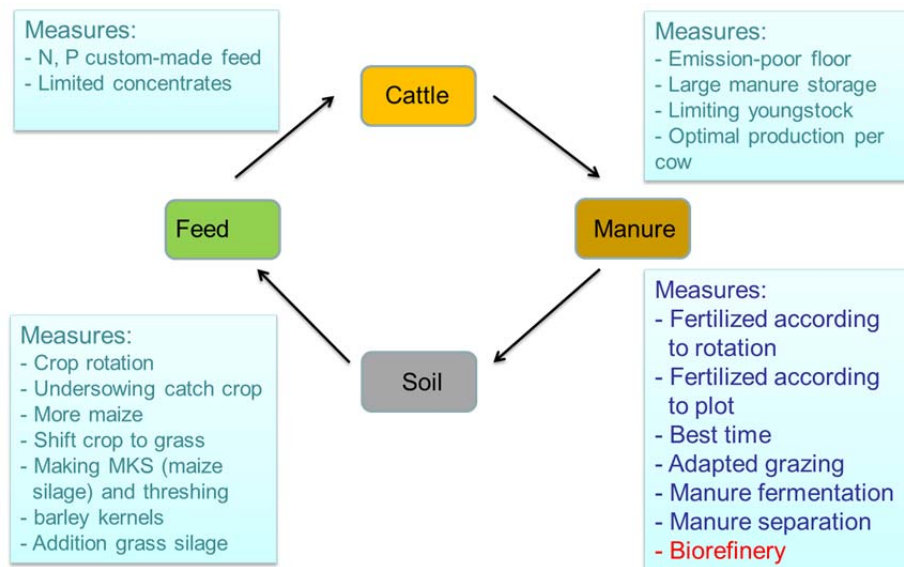 Measures:
- N, P custom-made feed
- Limited concentrates
Measures:
- Emission-poor floor
- Large manure storage
- Limiting youngstock
- Optimal production per
cow
Cattle
Feed
Manure
Soil
Measures:
- Crop rotation
- Undersowing catch crop
- More maize
- Shift crop to grass
- Making MKS (maize
silage) and threshing
- barley kernels
- Addition grass silage
Measures:
- Fertilized according
to rotation
- Fertilized according
to plot
- Best time
- Adapted grazing
- Manure fermentation
- Manure separation
- Biorefinery